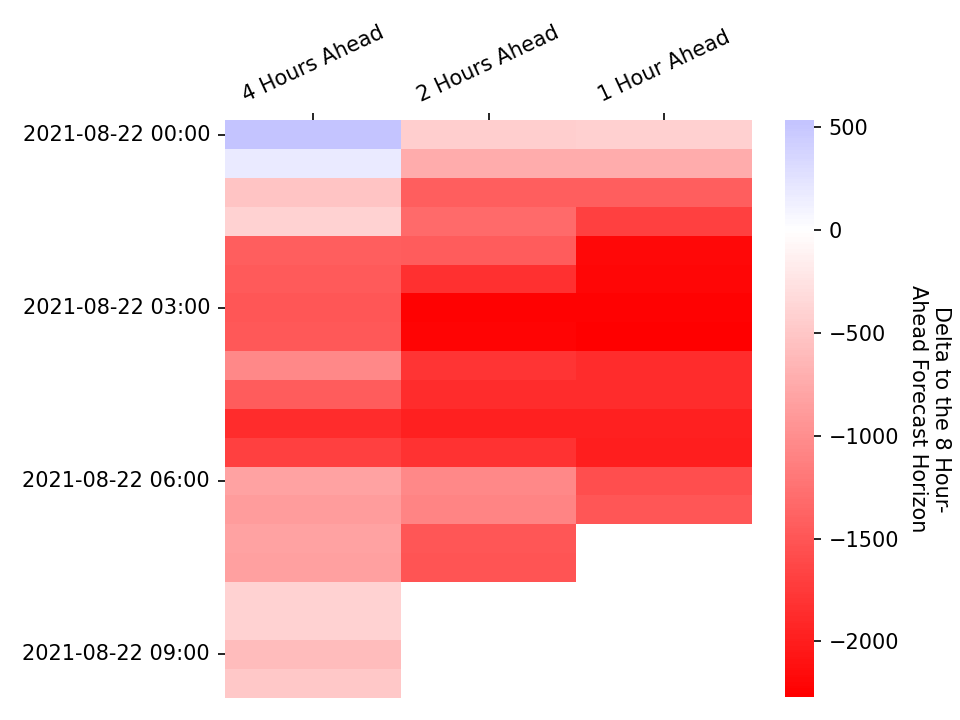 4 Hours Ahead
2 Hours Ahead
1 Hour Ahead
2021-08-22 00:00
2021-08-22 03:00
2021-08-22 06:00
2021-08-22 09:00
500
0
−500
−1000
−1500
−2000
Delta to the 8 Hour-
Ahead Forecast Horizon